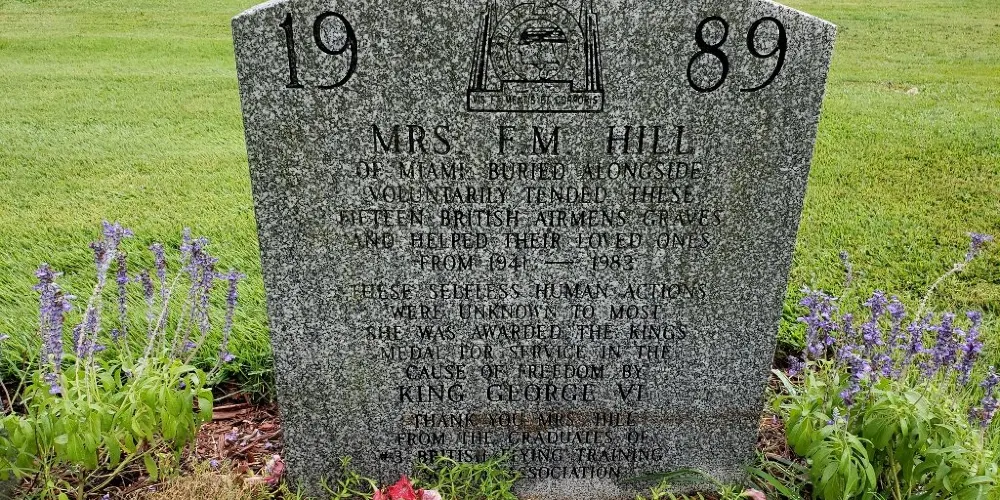 19 89
MRS F M HILL
OF MIAMI BURIED ALONGSIDE
VOLUNTARILY TENDED THESE
FIFTEEN BRITISH AIRMENS GRAVES
AND HELPED THEIR LOVED ONES
FROM 1941 — 1982
THESE SELFLESS HUMAN ACTIONS
WERE UNKNOWN TO MOST
SHE WAS AWARDED THE KINGS
MEDAL FOR SERVICE IN THE
CAUSE OF FREEDOM BY
KING GEORGE VI
THANK YOU MRS HILL
FROM THE GRADUATES OF
#3 BRITISH FLYING TRAINING
ASSOCIATION